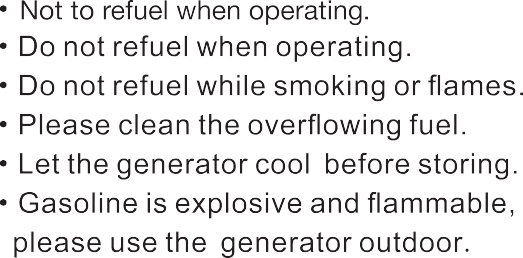 • Not to refuel when operating.
• Do not refuel when operating.
• Do not refuel while smoking or flames.
• Please clean the overflowing fuel.
• Let the generator cool before storing.
• Gasoline is explosive and flammable,
please use the generator outdoor.